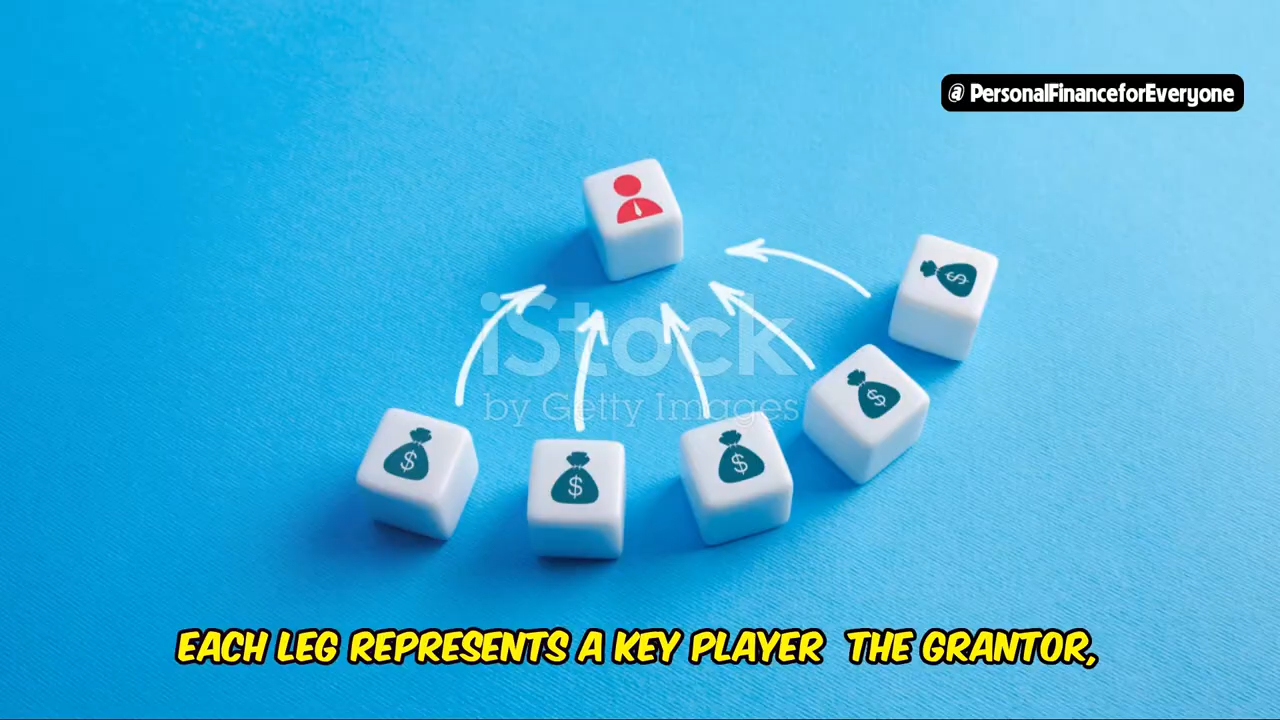 @ PersonalFinanceforEveryone
iStock
by Getty Images
$
$
$
$
$
EACH LEG REPRESENTS A KEY PLAYER THE GRANTOR,